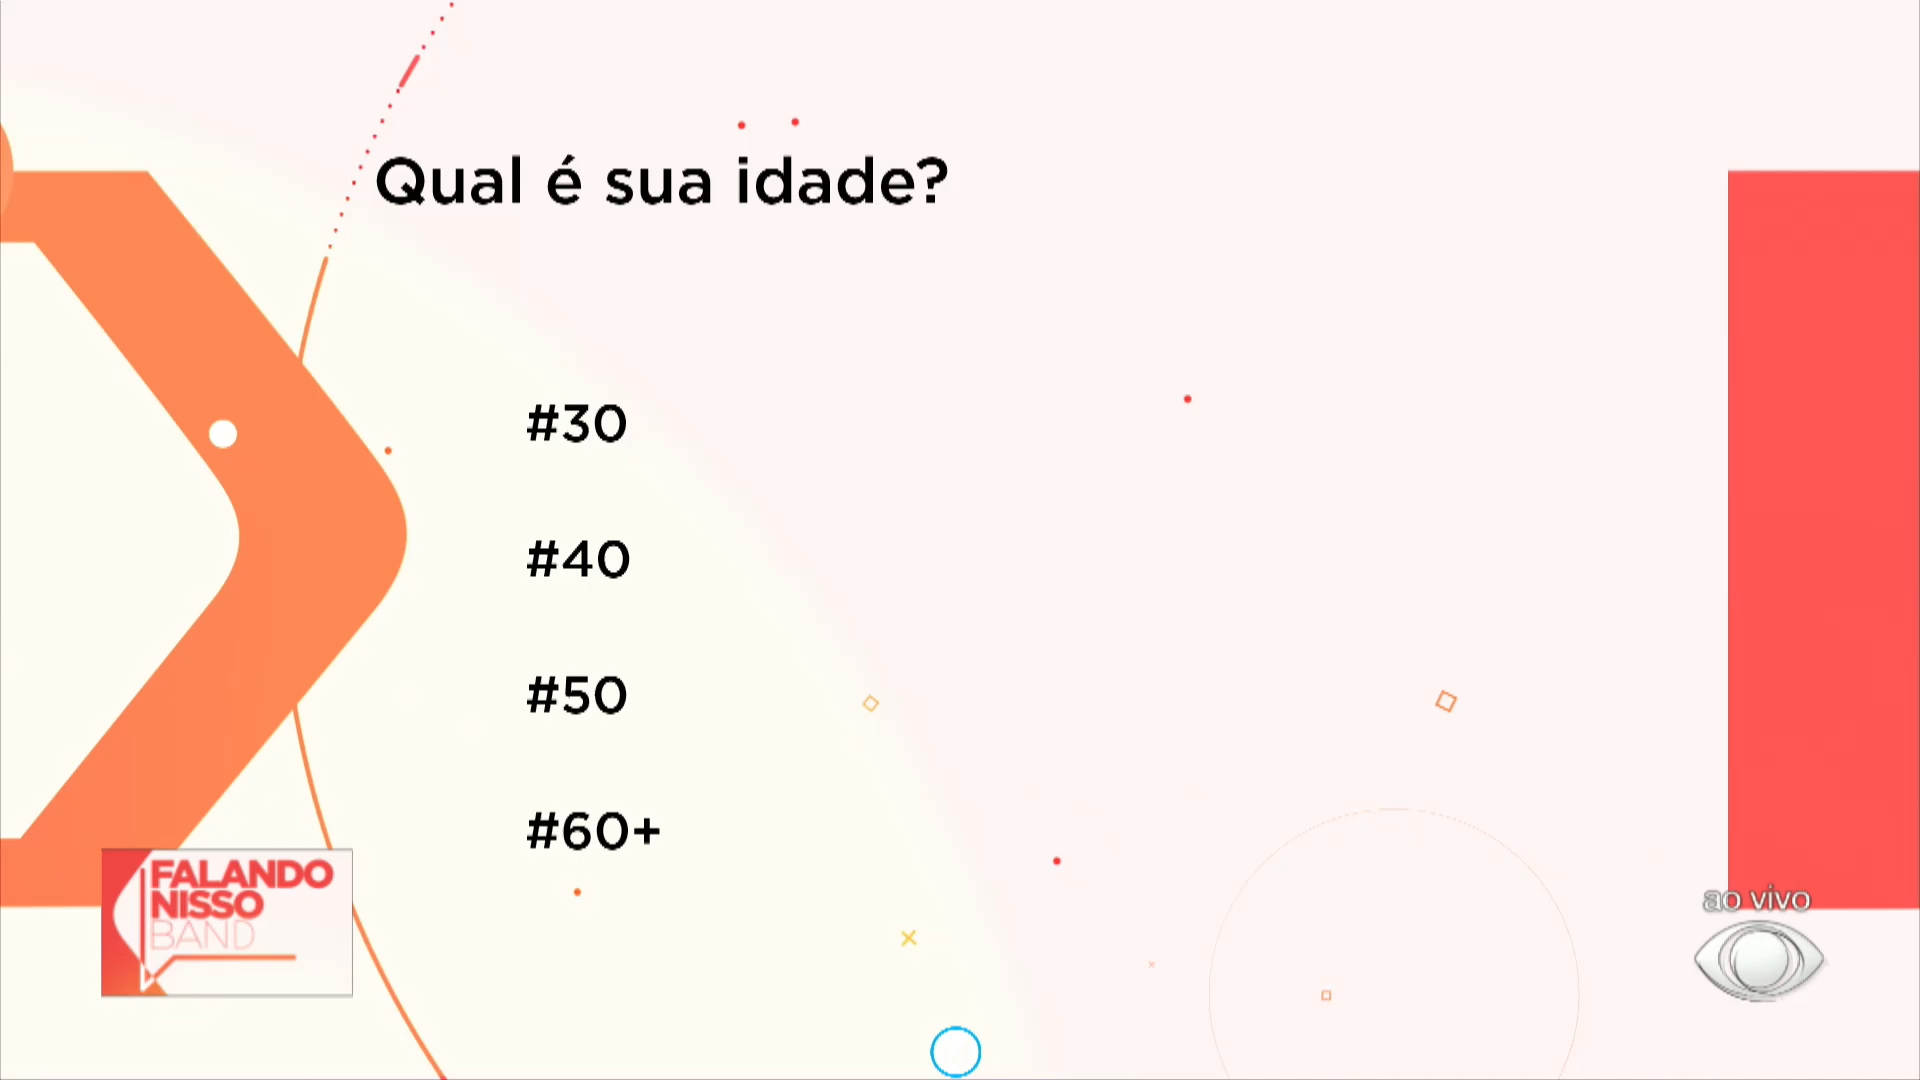 Qual é sua idade?
#30
#40
#50
#60+
FALANDO
NISSO
BAND
ao vivo